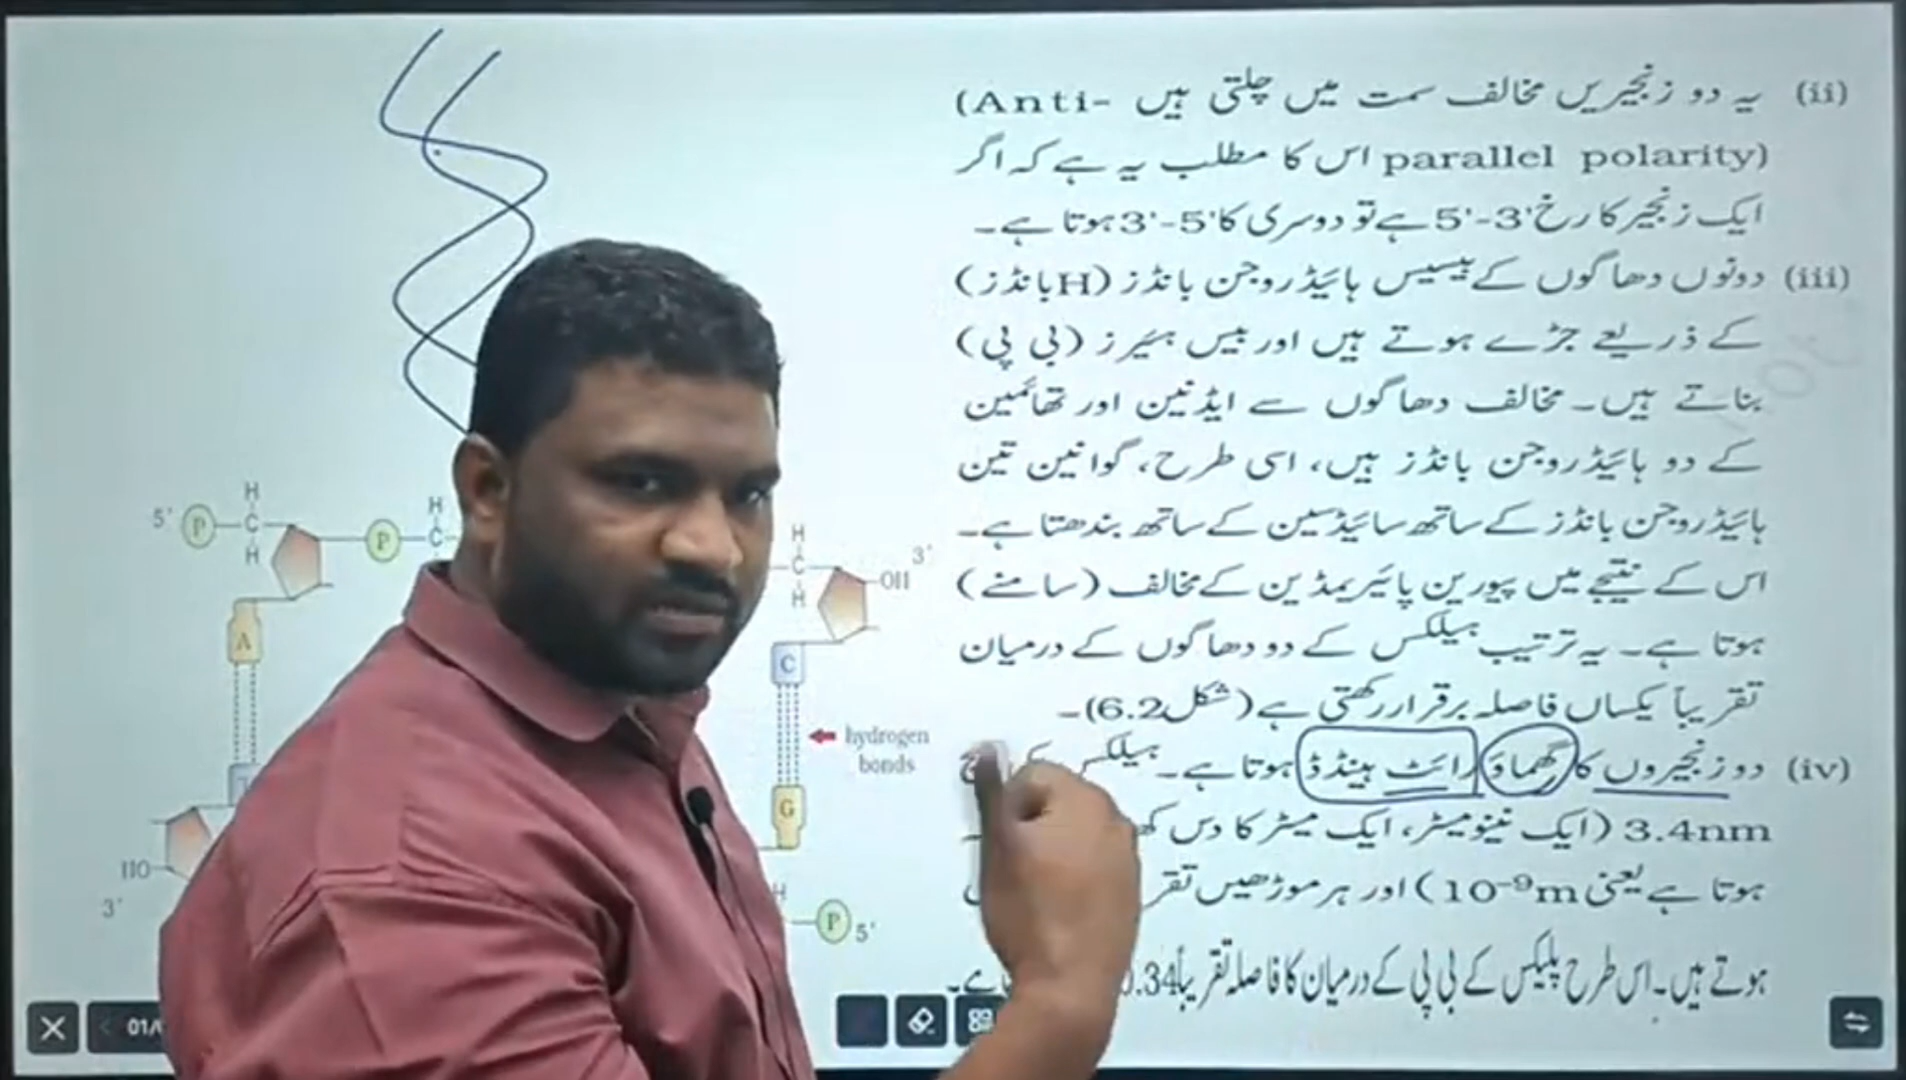 (ii) یہ دو زنجیریں مخالف سمت میں چلتی ہیں (Anti-
parallel polarity) اس کا مطلب یہ ہے کہ اگر
ایک زنجیر کا رخ 5'-3' ہے تو دوسری کا 3'-5' ہوتا ہے۔
(iii) دونوں دھاگوں کے بیسیس ہائیڈروجن بانڈز (H بانڈز)
کے ذریعے جڑے ہوتے ہیں اور بیس پیئرز (بی پی)
بناتے ہیں۔ مخالف دھاگوں سے ایڈنین اور تھائمین
کے دو ہائیڈروجن بانڈز ہیں، اسی طرح، گوانین تین
ہائیڈروجن بانڈز کے ساتھ سائیڈسین کے ساتھ بندھتا ہے۔
اس کے نتیجے میں پیورین پائیریمڈین کے مخالف (سامنے)
ہوتا ہے۔ یہ ترتیب ہیلکس کے دو دھاگوں کے درمیان
تقریباً یکساں فاصلہ برقرار رکھتی ہے (شکل 6.2)۔
(iv) دو زنجیروں کا گھماؤ رائٹ ہینڈڈ ہوتا ہے۔ ہیلکس
3.4nm (ایک نینومیٹر، ایک میٹر کا دس
ہوتا ہے یعنی 10⁻⁹m) اور ہر موڑ میں
ہوتے ہیں۔ اس طرح ہیلکس کے بی پی کے درمیان کا فاصلہ تقریباً 0.34 ہے۔
5' P H C H P H C
H C H OH 3'
A
C
hydrogen
bonds
T
G
HO
3'
H P 5'
01/